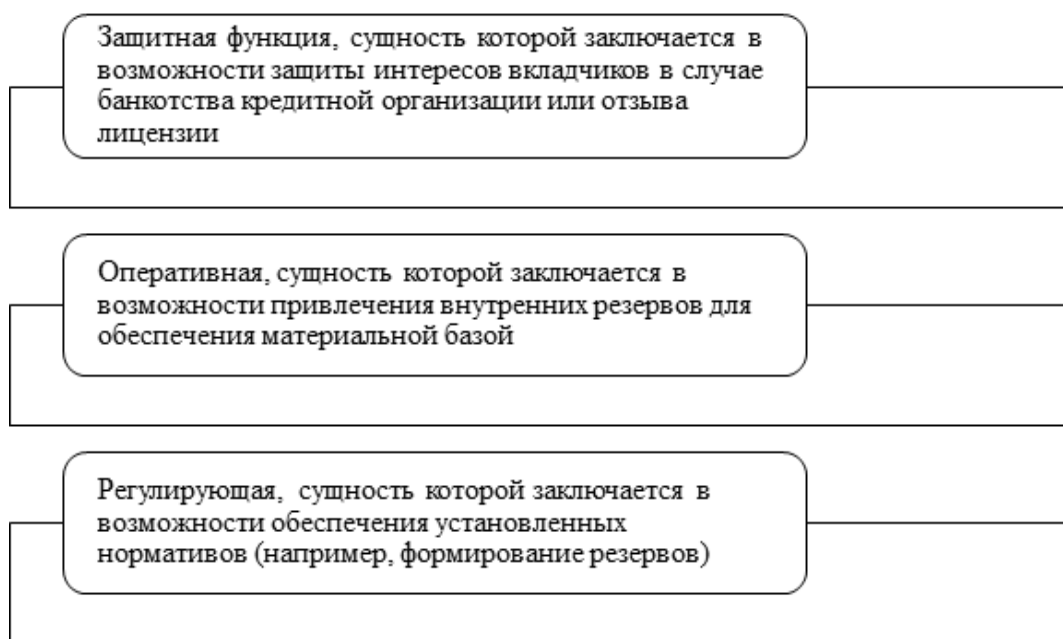 Защитная функция, сущность которой заключается в
возможности защиты интересов вкладчиков в случае
банкотства кредитной организации или отзыва
лицензии
Оперативная, сущность которой заключается в
возможности привлечения внутренних резервов для
обеспечения материальной базой
Регулирующая, сущность которой заключается в
возможности обеспечения установленных
нормативов (например, формирование резервов)